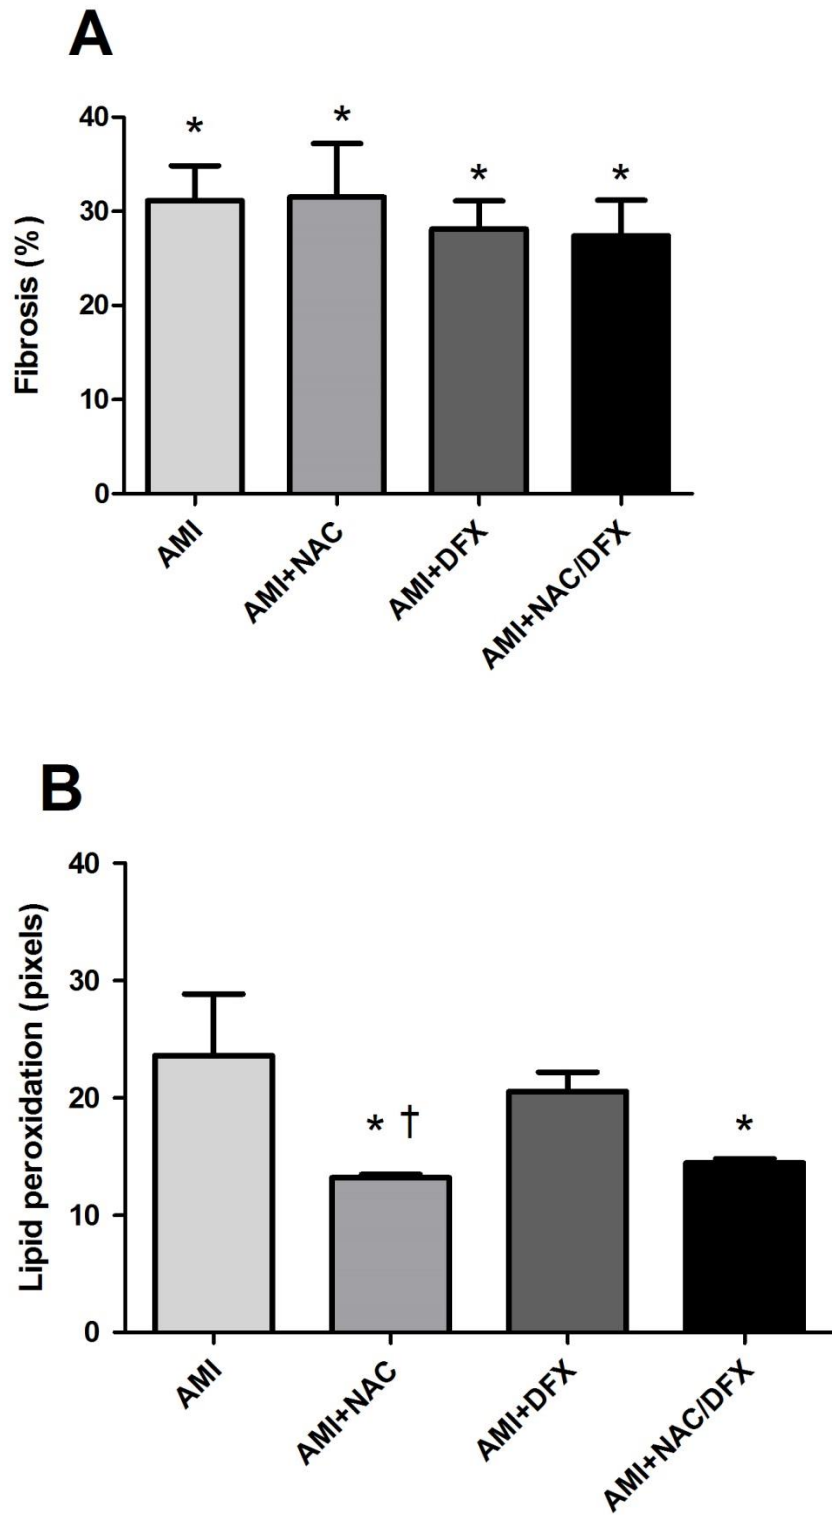 A
Fibrosis (%)
40
30
20
10
0
* * * *
AMI
AMI+NAC
AMI+DFX
AMI+NAC/DFX
B
Lipid peroxidation (pixels)
40
30
20
10
0
* † *
AMI
AMI+NAC
AMI+DFX
AMI+NAC/DFX